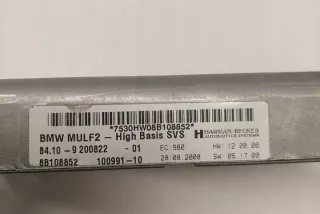 *7530HW08B108852*
BMW MULF2 - High Basis SVS HARMAN/BECKER
AUTOMOTIVE SYSTEMS
84.10 - 9 200822 - 01 EC 980 HW 12.00.00
8B108852 100991-10 28.08.2008 SW 05.17.00